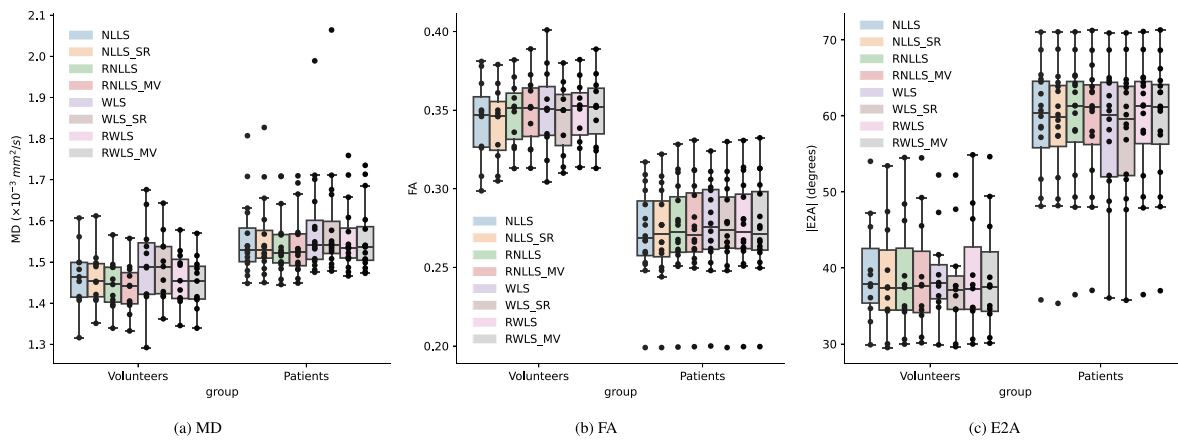 2.1
2.0
1.9
1.8
1.7
1.6
1.5
1.4
1.3
MD (×10⁻³ mm²/s)
NLLS
NLLS_SR
RNLLS
RNLLS_MV
WLS
WLS_SR
RWLS
RWLS_MV
Volunteers Patients
group
(a) MD
0.40
0.35
0.30
0.25
0.20
FA
NLLS
NLLS_SR
RNLLS
RNLLS_MV
WLS
WLS_SR
RWLS
RWLS_MV
Volunteers Patients
group
(b) FA
70
60
50
40
30
|E2A| (degrees)
NLLS
NLLS_SR
RNLLS
RNLLS_MV
WLS
WLS_SR
RWLS
RWLS_MV
Volunteers Patients
group
(c) E2A